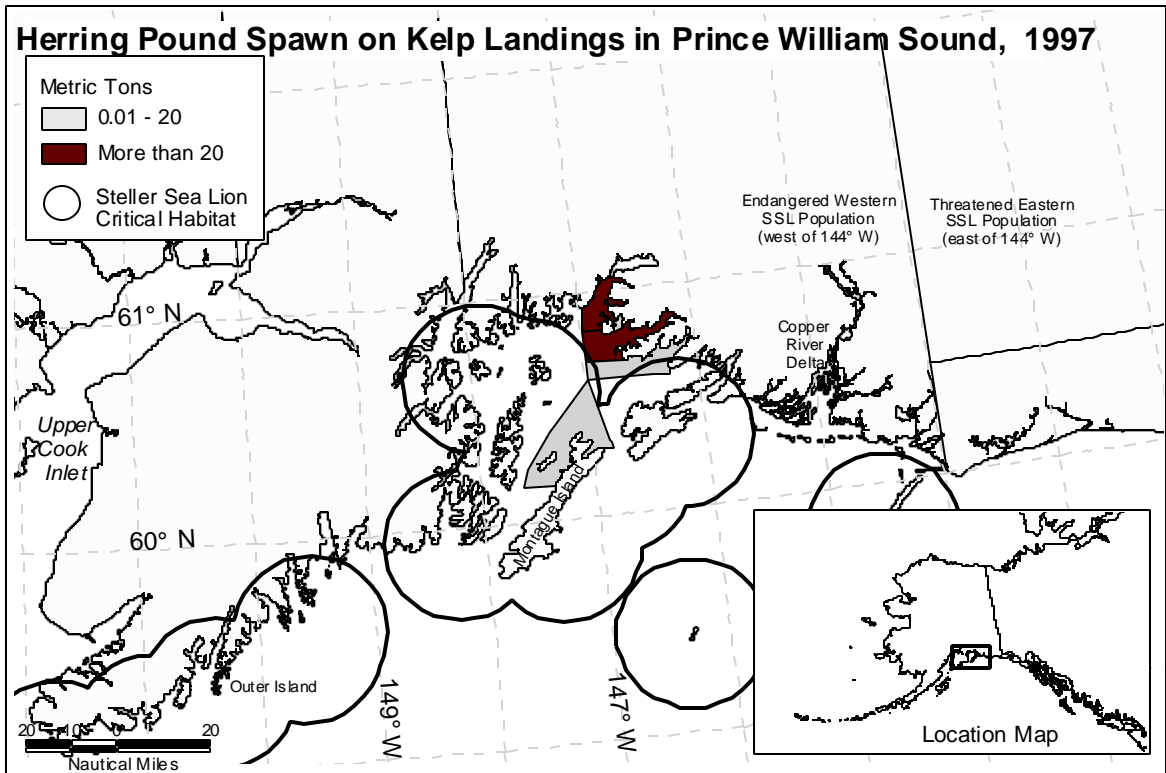 Herring Pound Spawn on Kelp Landings in Prince William Sound, 1997
Metric Tons
0.01 - 20
More than 20
Steller Sea Lion
Critical Habitat
Endangered Western
SSL Population
(west of 144° W)
Threatened Eastern
SSL Population
(east of 144° W)
61° N
Copper
River
Delta
Upper
Cook
Inlet
Montague Island
60° N
Outer Island
149° W
147° W
20 10 0 20
Nautical Miles
Location Map